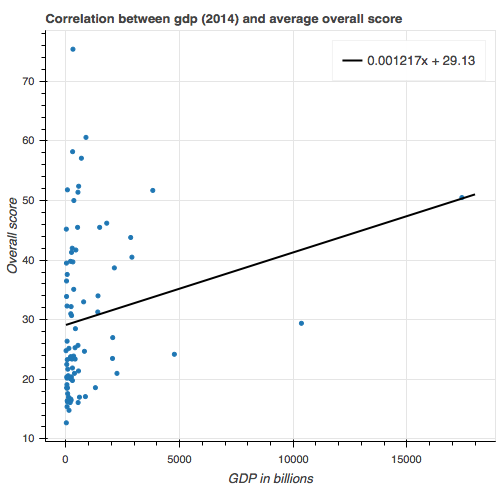 Correlation between gdp (2014) and average overall score
0.001217x + 29.13
Overall score
70
60
50
40
30
20
10
0
5000
10000
15000
GDP in billions